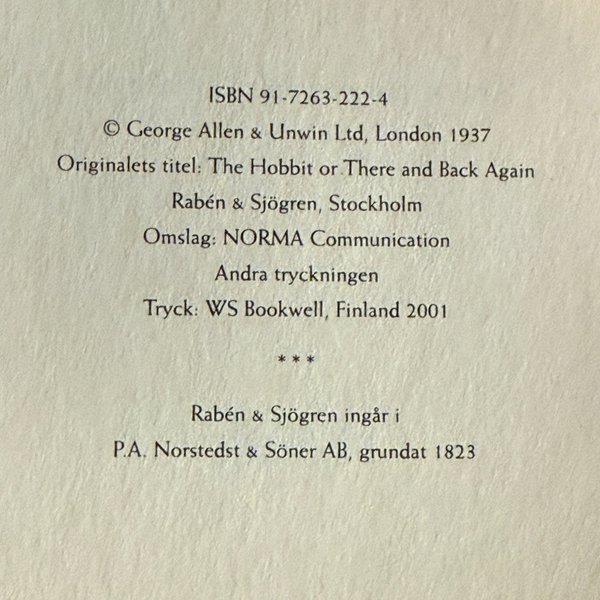 ISBN 91-7263-222-4
© George Allen & Unwin Ltd, London 1937
Originalets titel: The Hobbit or There and Back Again
Rabén & Sjögren, Stockholm
Omslag: NORMA Communication
Andra tryckningen
Tryck: WS Bookwell, Finland 2001
* * *
Rabén & Sjögren ingår i
P.A. Norstedst & Söner AB, grundat 1823